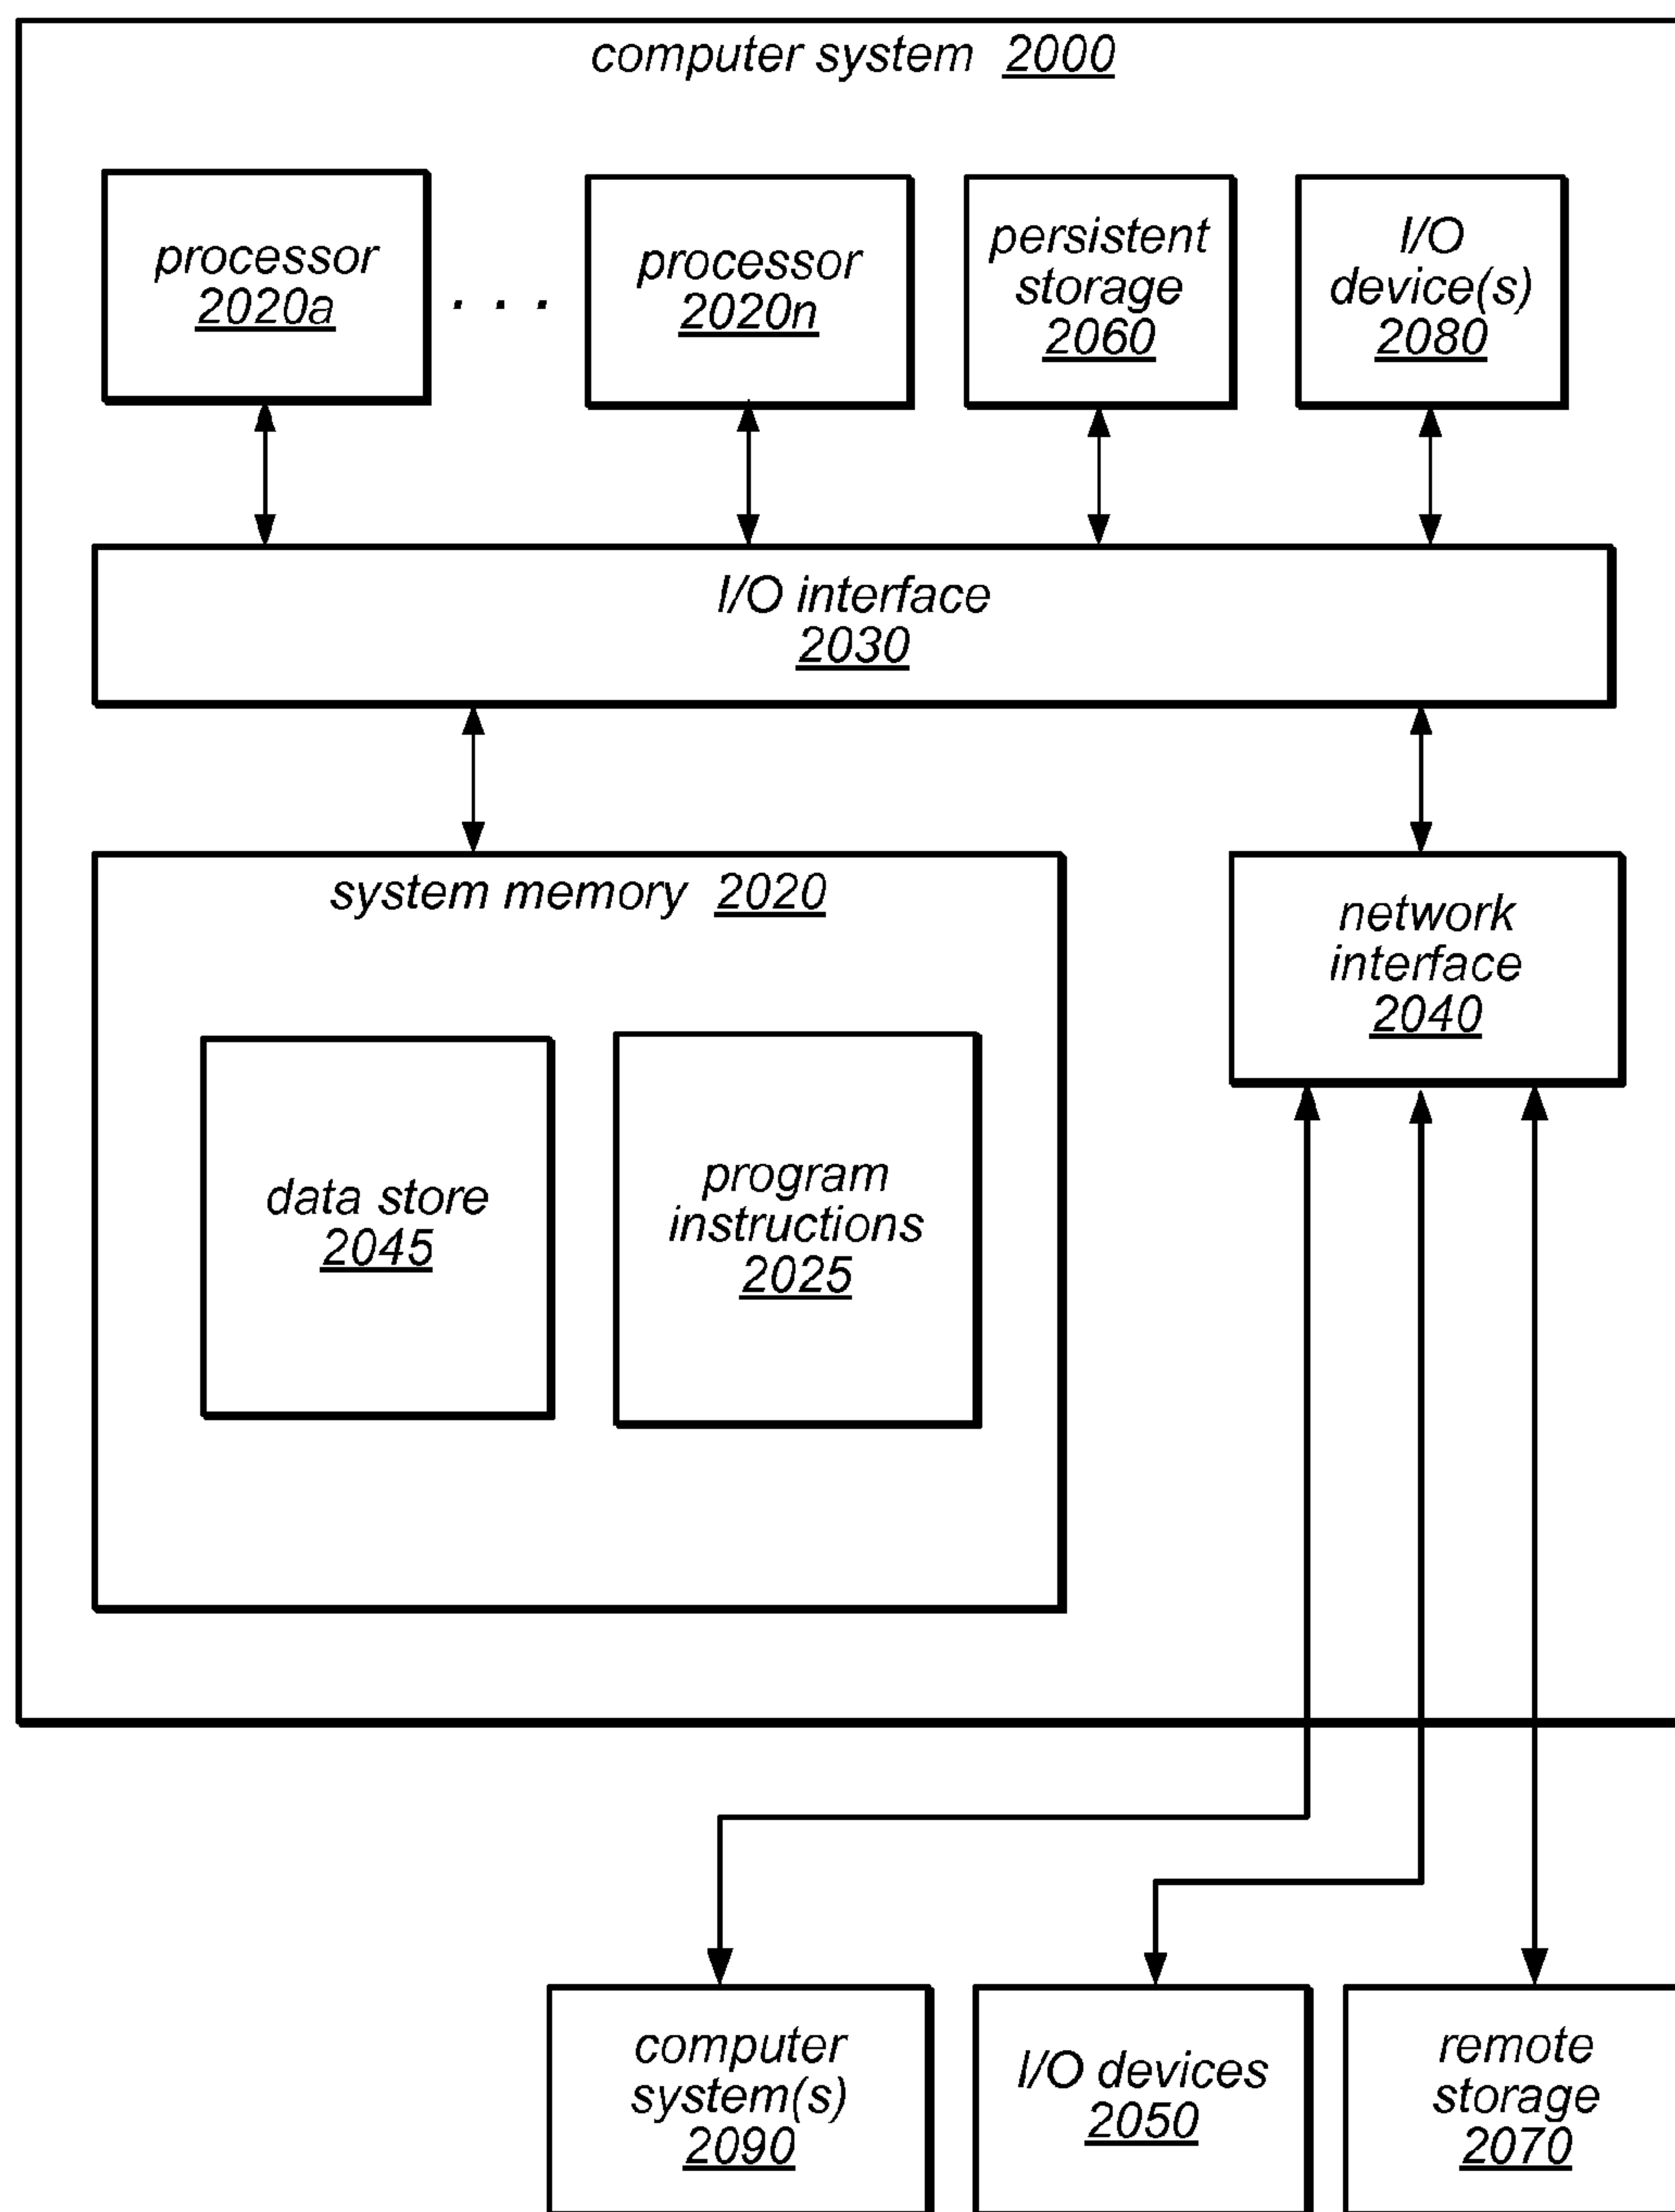 computer system 2000
processor
2020a
. . .
processor
2020n
persistent
storage
2060
I/O
device(s)
2080
I/O interface
2030
system memory 2020
network
interface
2040
data store
2045
program
instructions
2025
computer
system(s)
2090
I/O devices
2050
remote
storage
2070